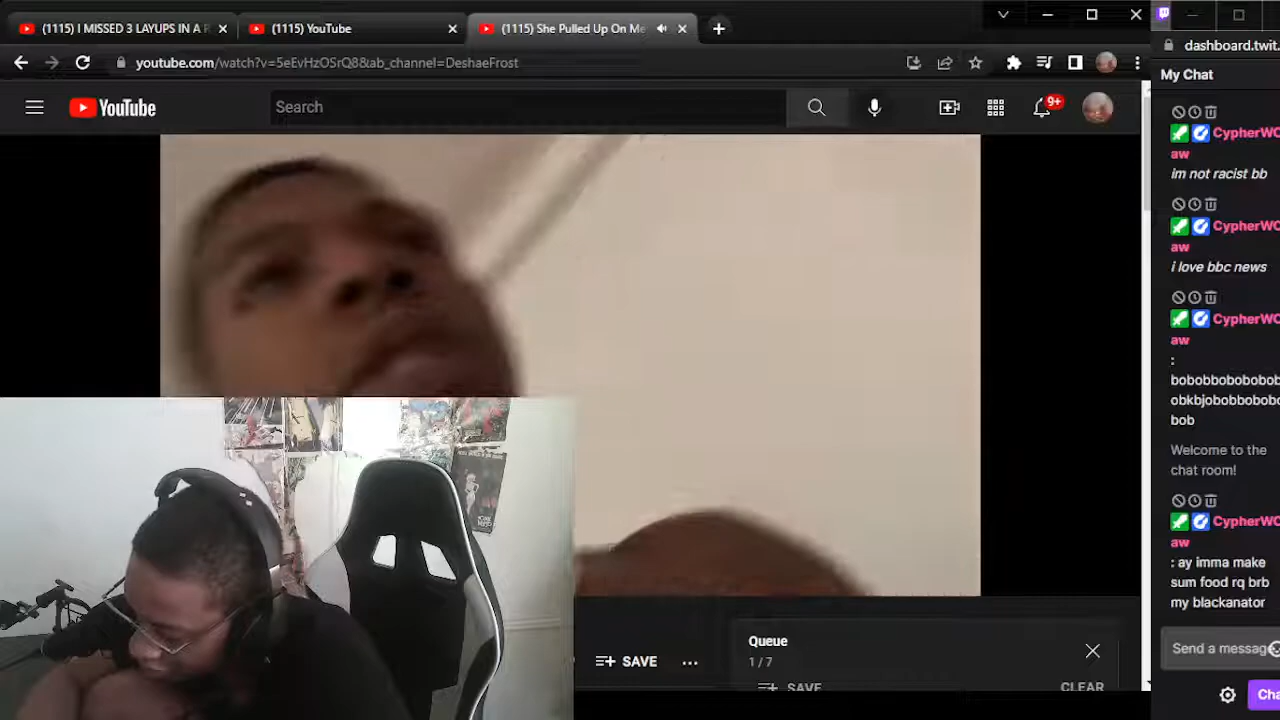 (1115) I MISSED 3 LAYUPS IN A R
(1115) YouTube
(1115) She Pulled Up On Me
youtube.com/watch?v=5eEvHzOSrQ8&ab_channel=DeshaeFrost
dashboard.twit
YouTube
Search
9+
My Chat
CypherWO
aw
im not racist bb
CypherWO
aw
i love bbc news
CypherWO
aw
:
bobobbobobobob
obkbjobobbobobo
bob
Welcome to the
chat room!
CypherWO
aw
: ay imma make
sum food rq brb
my blackanator
Send a message
Cha
SAVE
Queue
1 / 7
SAVE
CLEAR